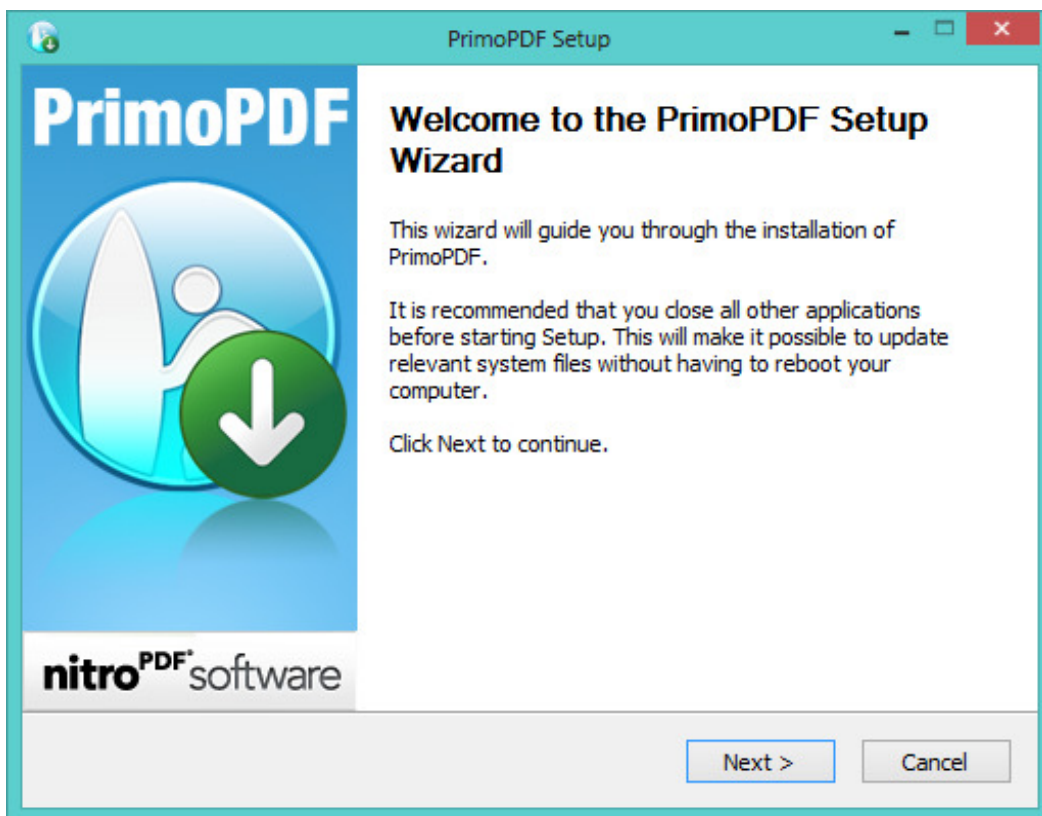 PrimoPDF Setup
PrimoPDF
Welcome to the PrimoPDF Setup
Wizard
This wizard will guide you through the installation of
PrimoPDF.
It is recommended that you close all other applications
before starting Setup. This will make it possible to update
relevant system files without having to reboot your
computer.
Click Next to continue.
nitroPDF® software
Next >
Cancel